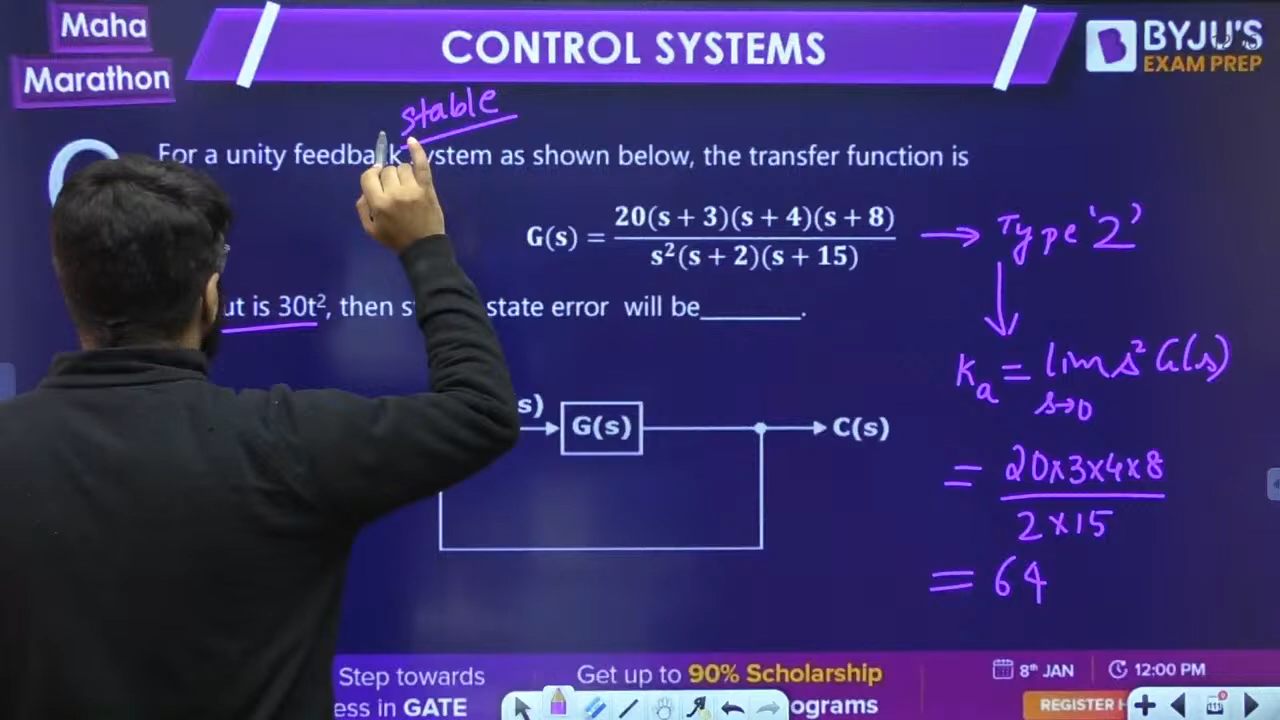 Maha
Marathon
CONTROL SYSTEMS
BYJU'S
EXAM PREP
stable
For a unity feedback system as shown below, the transfer function is
G(s) = 20(s + 3)(s + 4)(s + 8) / s²(s + 2)(s + 15)
→ Type '2'
ut is 30t², then s state error will be________.
Kₐ = lim s→0 s² G(s)
= 20×3×4×8 / 2×15
= 64
s)
G(s)
C(s)
Step towards
ess in GATE
Get up to 90% Scholarship
ograms
8th JAN
12:00 PM
REGISTER
111